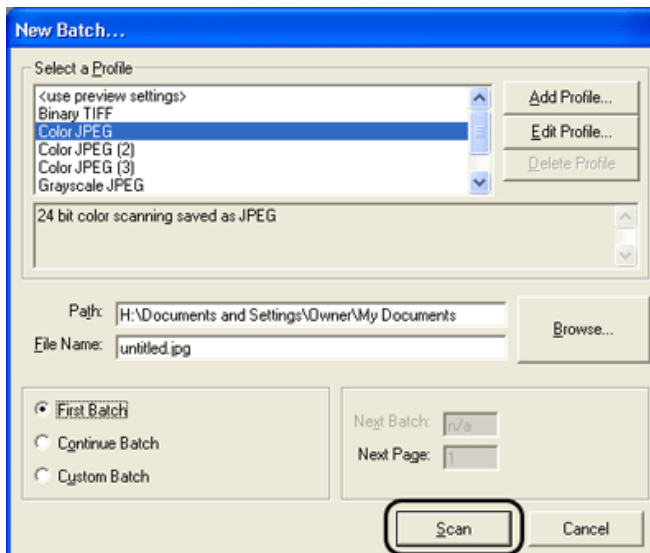 New Batch...
Select a Profile
<use preview settings>
Binary TIFF
Color JPEG
Color JPEG (2)
Color JPEG (3)
Grayscale JPEG
Add Profile...
Edit Profile...
Delete Profile
24 bit color scanning saved as JPEG
Path: H:\Documents and Settings\Owner\My Documents
File Name: untitled.jpg
Browse...
First Batch
Continue Batch
Custom Batch
Next Batch: n/a
Next Page: 1
Scan
Cancel